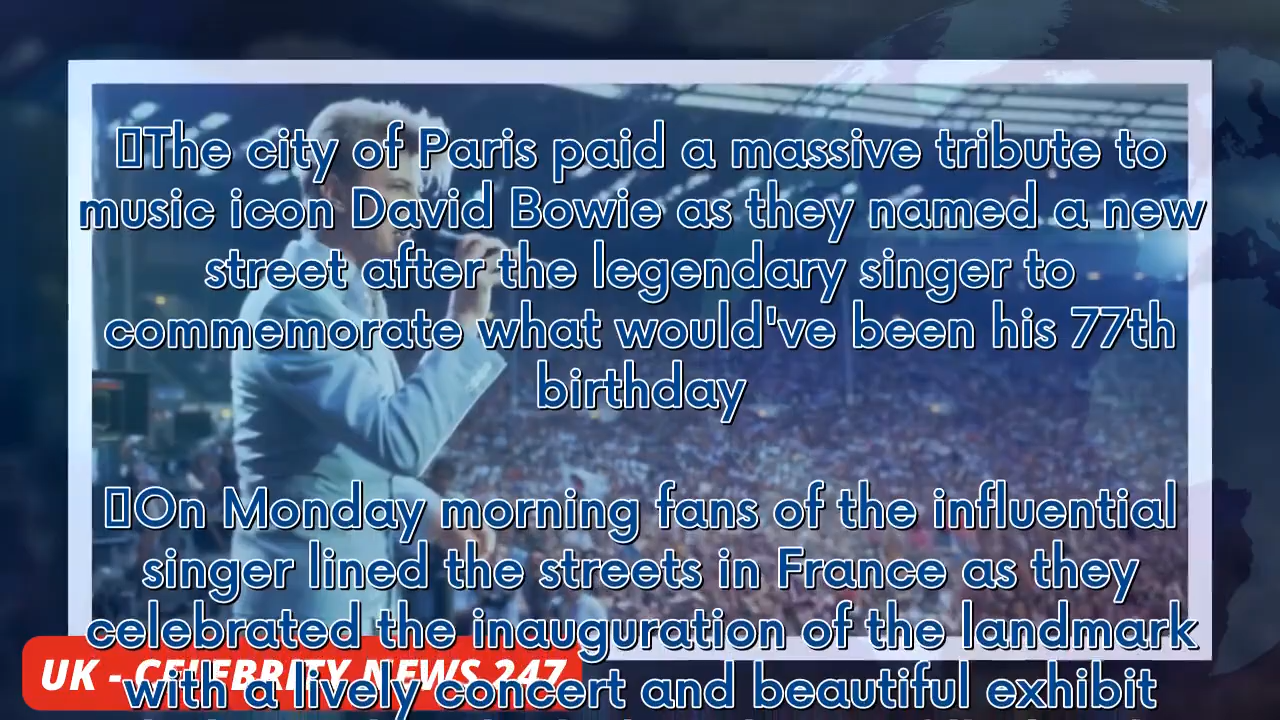 ▯The city of Paris paid a massive tribute to
music icon David Bowie as they named a new
street after the legendary singer to
commemorate what would've been his 77th
birthday
▯On Monday morning fans of the influential
singer lined the streets in France as they
celebrated the inauguration of the landmark
with a lively concert and beautiful exhibit
UK - CELEBRITY NEWS 247